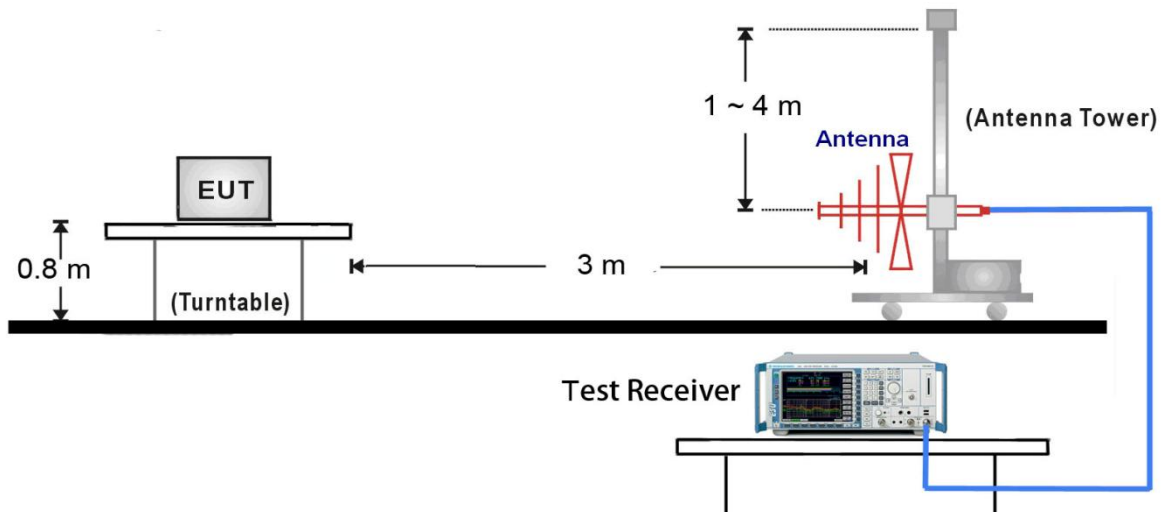 1 ~ 4 m
(Antenna Tower)
Antenna
EUT
0.8 m
3 m
(Turntable)
Test Receiver